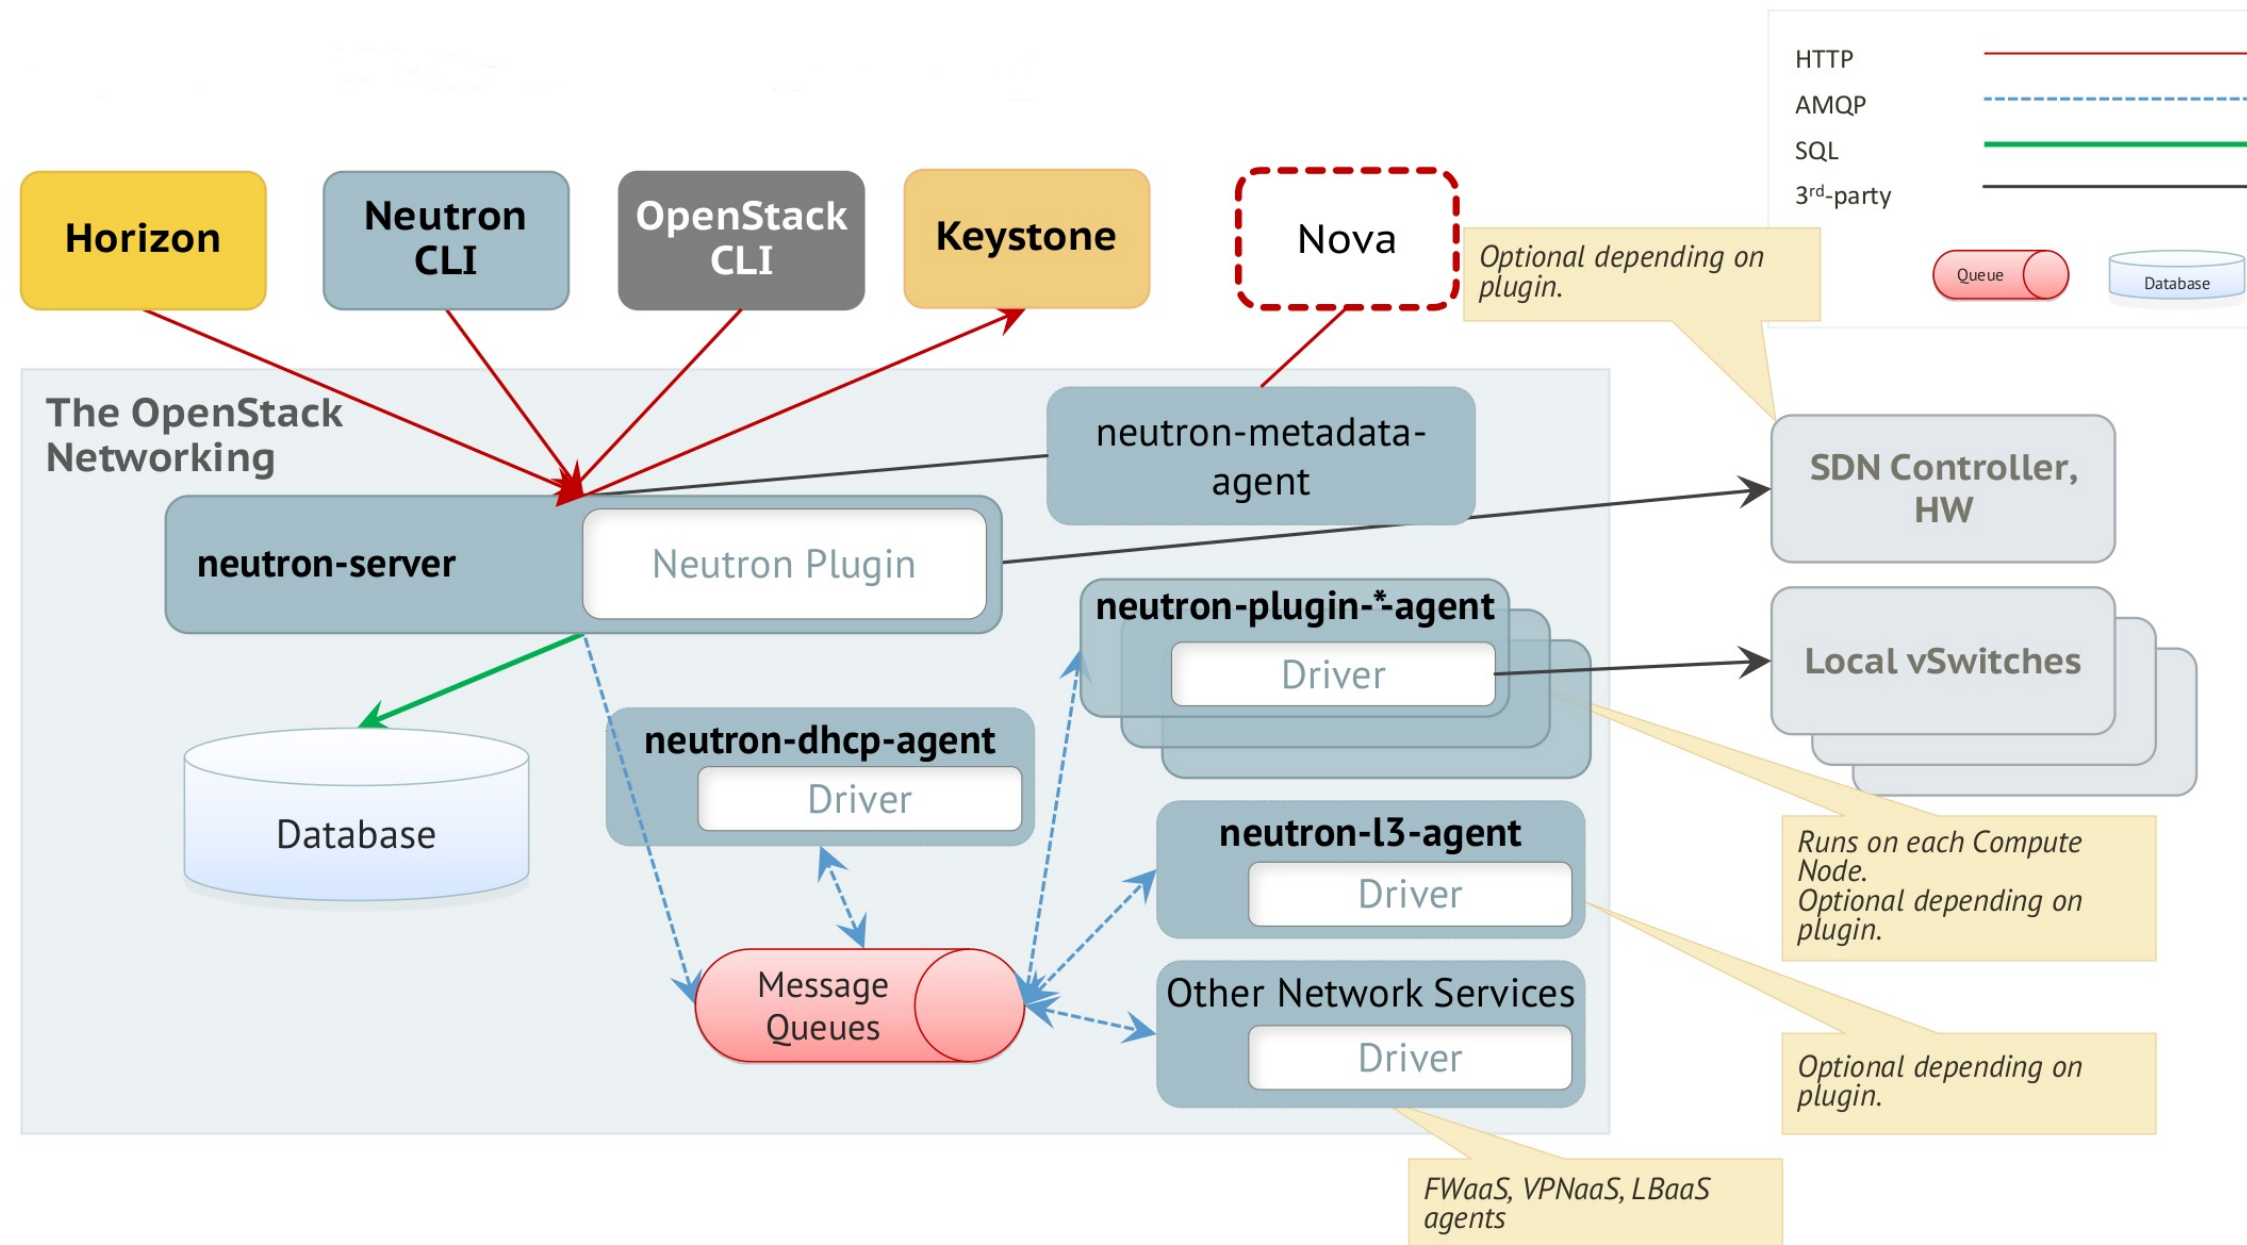 HTTP
AMQP
SQL
3rd-party
Queue
Database
Horizon
Neutron
CLI
OpenStack
CLI
Keystone
Nova
Optional depending on
plugin.
The OpenStack
Networking
neutron-metadata-
agent
SDN Controller,
HW
neutron-server
Neutron Plugin
neutron-plugin-*-agent
Driver
Local vSwitches
neutron-dhcp-agent
Driver
Database
neutron-l3-agent
Driver
Runs on each Compute
Node.
Optional depending on
plugin.
Message
Queues
Other Network Services
Driver
Optional depending on
plugin.
FWaaS, VPNaaS, LBaaS
agents